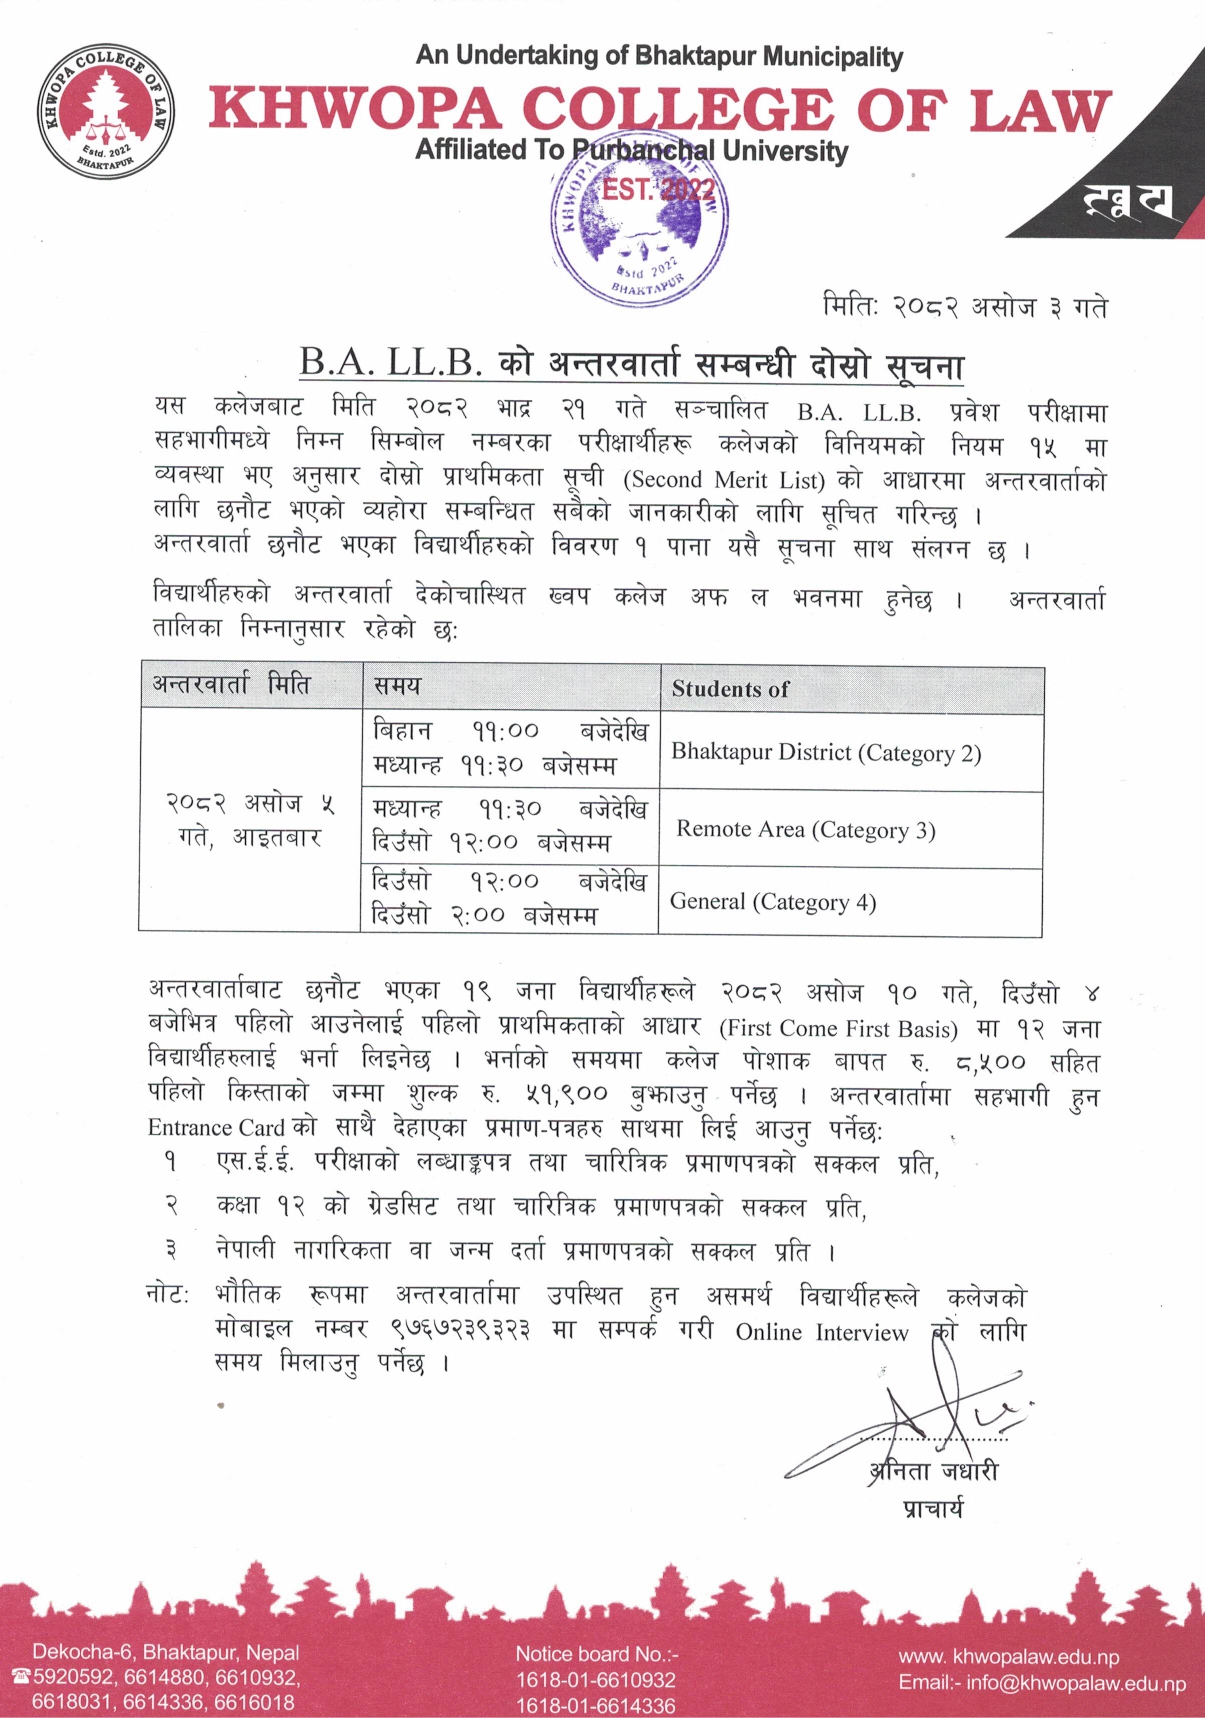 An Undertaking of Bhaktapur Municipality
KHWOPA COLLEGE OF LAW
Affiliated To Purbanchal University
EST. 2022
KHWOPA COLLEGE OF LAW
Estd. 2022
BHAKTAPUR
KHWOPA COLLEGE OF LAW
Estd 2022
BHAKTAPUR
मिति: २०८२ असोज ३ गते
B.A. LL.B. को अन्तरवार्ता सम्बन्धी दोस्रो सूचना
यस कलेजबाट मिति २०८२ भाद्र २१ गते सञ्चालित B.A. LL.B. प्रवेश परीक्षामा
सहभागीमध्ये निम्न सिम्बोल नम्बरका परीक्षार्थीहरू कलेजको विनियमको नियम १५ मा
व्यवस्था भए अनुसार दोस्रो प्राथमिकता सूची (Second Merit List) को आधारमा अन्तरवार्ताको
लागि छनौट भएको व्यहोरा सम्बन्धित सबैको जानकारीको लागि सूचित गरिन्छ ।
अन्तरवार्ता छनौट भएका विद्यार्थीहरुको विवरण १ पाना यसै सूचना साथ संलग्न छ ।
विद्यार्थीहरुको अन्तरवार्ता देकोचास्थित ख्वप कलेज अफ ल भवनमा हुनेछ । अन्तरवार्ता
तालिका निम्नानुसार रहेको छ:
अन्तरवार्ता मिति समय Students of
बिहान ११:०० बजेदेखि
मध्यान्ह ११:३० बजेसम्म
Bhaktapur District (Category 2)
२०८२ असोज ५
गते, आइतबार
मध्यान्ह ११:३० बजेदेखि
दिउँसो १२:०० बजेसम्म
Remote Area (Category 3)
दिउँसो १२:०० बजेदेखि
दिउँसो २:०० बजेसम्म
General (Category 4)
अन्तरवार्ताबाट छनौट भएका १९ जना विद्यार्थीहरूले २०८२ असोज १० गते, दिउँसो ४
बजेभित्र पहिलो आउनेलाई पहिलो प्राथमिकताको आधार (First Come First Basis) मा १२ जना
विद्यार्थीहरुलाई भर्ना लिइनेछ । भर्नाको समयमा कलेज पोशाक बापत रु. ८,५०० सहित
पहिलो किस्ताको जम्मा शुल्क रु. ५१,९०० बुझाउनु पर्नेछ । अन्तरवार्तामा सहभागी हुन
Entrance Card को साथै देहाएका प्रमाण-पत्रहरु साथमा लिई आउनु पर्नेछ:
१ एस.ई.ई. परीक्षाको लब्धाङ्कपत्र तथा चारित्रिक प्रमाणपत्रको सक्कल प्रति,
२ कक्षा १२ को ग्रेडसिट तथा चारित्रिक प्रमाणपत्रको सक्कल प्रति,
३ नेपाली नागरिकता वा जन्म दर्ता प्रमाणपत्रको सक्कल प्रति ।
नोट: भौतिक रूपमा अन्तरवार्तामा उपस्थित हुन असमर्थ विद्यार्थीहरूले कलेजको
मोबाइल नम्बर ९७६७२३९३२३ मा सम्पर्क गरी Online Interview को लागि
समय मिलाउनु पर्नेछ ।
अनिता जधारी
प्राचार्य
Dekocha-6, Bhaktapur, Nepal
☎5920592, 6614880, 6610932,
6618031, 6614336, 6616018
Notice board No.:-
1618-01-6610932
1618-01-6614336
www. khwopalaw.edu.np
Email:- info@khwopalaw.edu.np